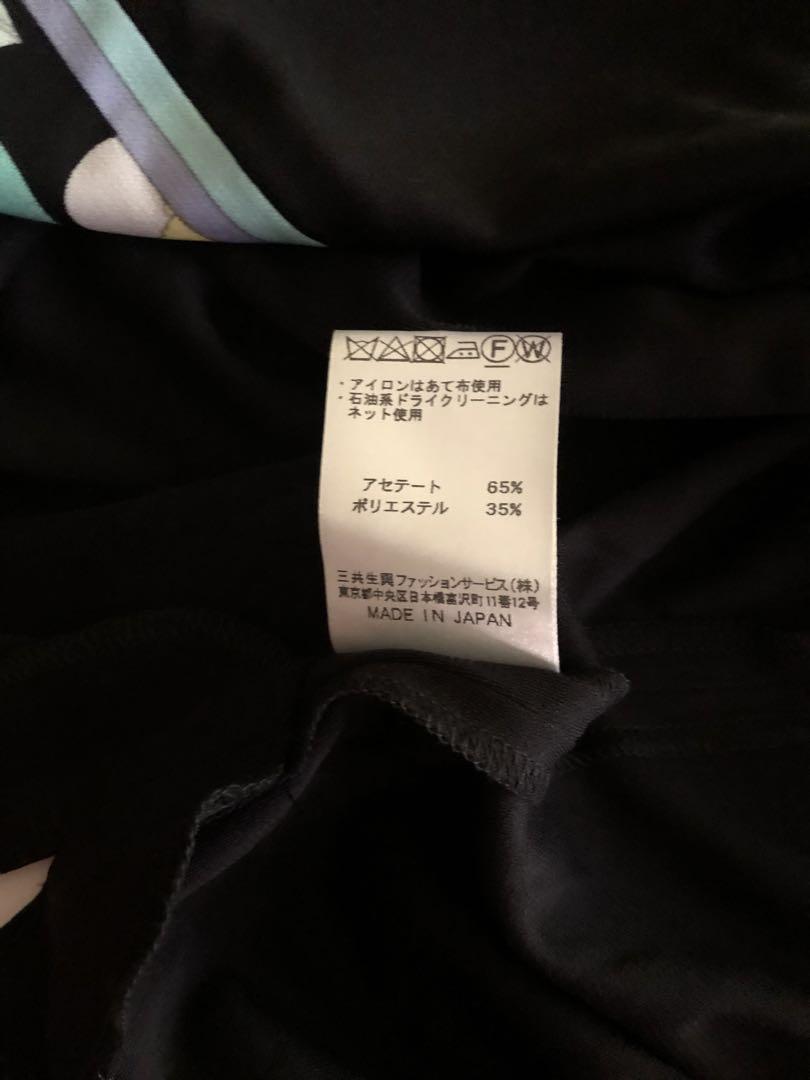 F W
・アイロンはあて布使用
・石油系ドライクリーニングは
ネット使用
アセテート 65%
ポリエステル 35%
三共生興ファッションサービス(株)
東京都中央区日本橋富沢町11番12号
MADE IN JAPAN